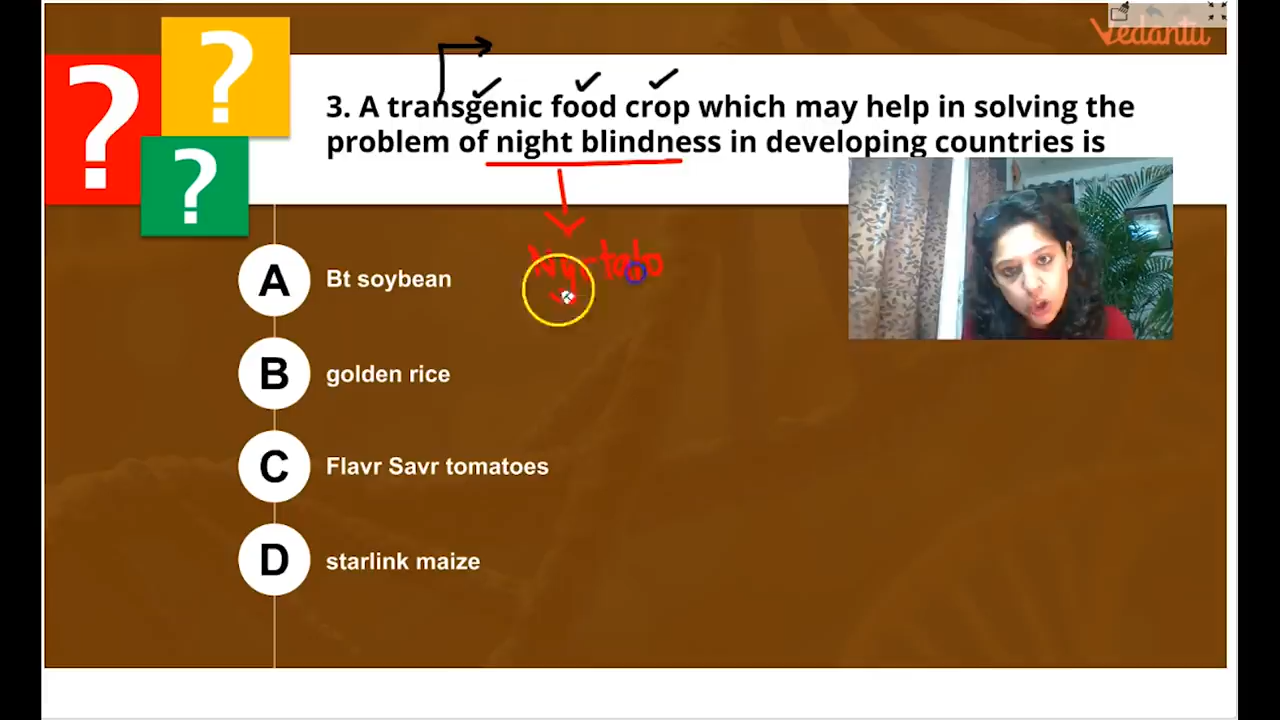 Vedantu
3. A transgenic food crop which may help in solving the
problem of night blindness in developing countries is
A Bt soybean
B golden rice
C Flavr Savr tomatoes
D starlink maize
? ? ?